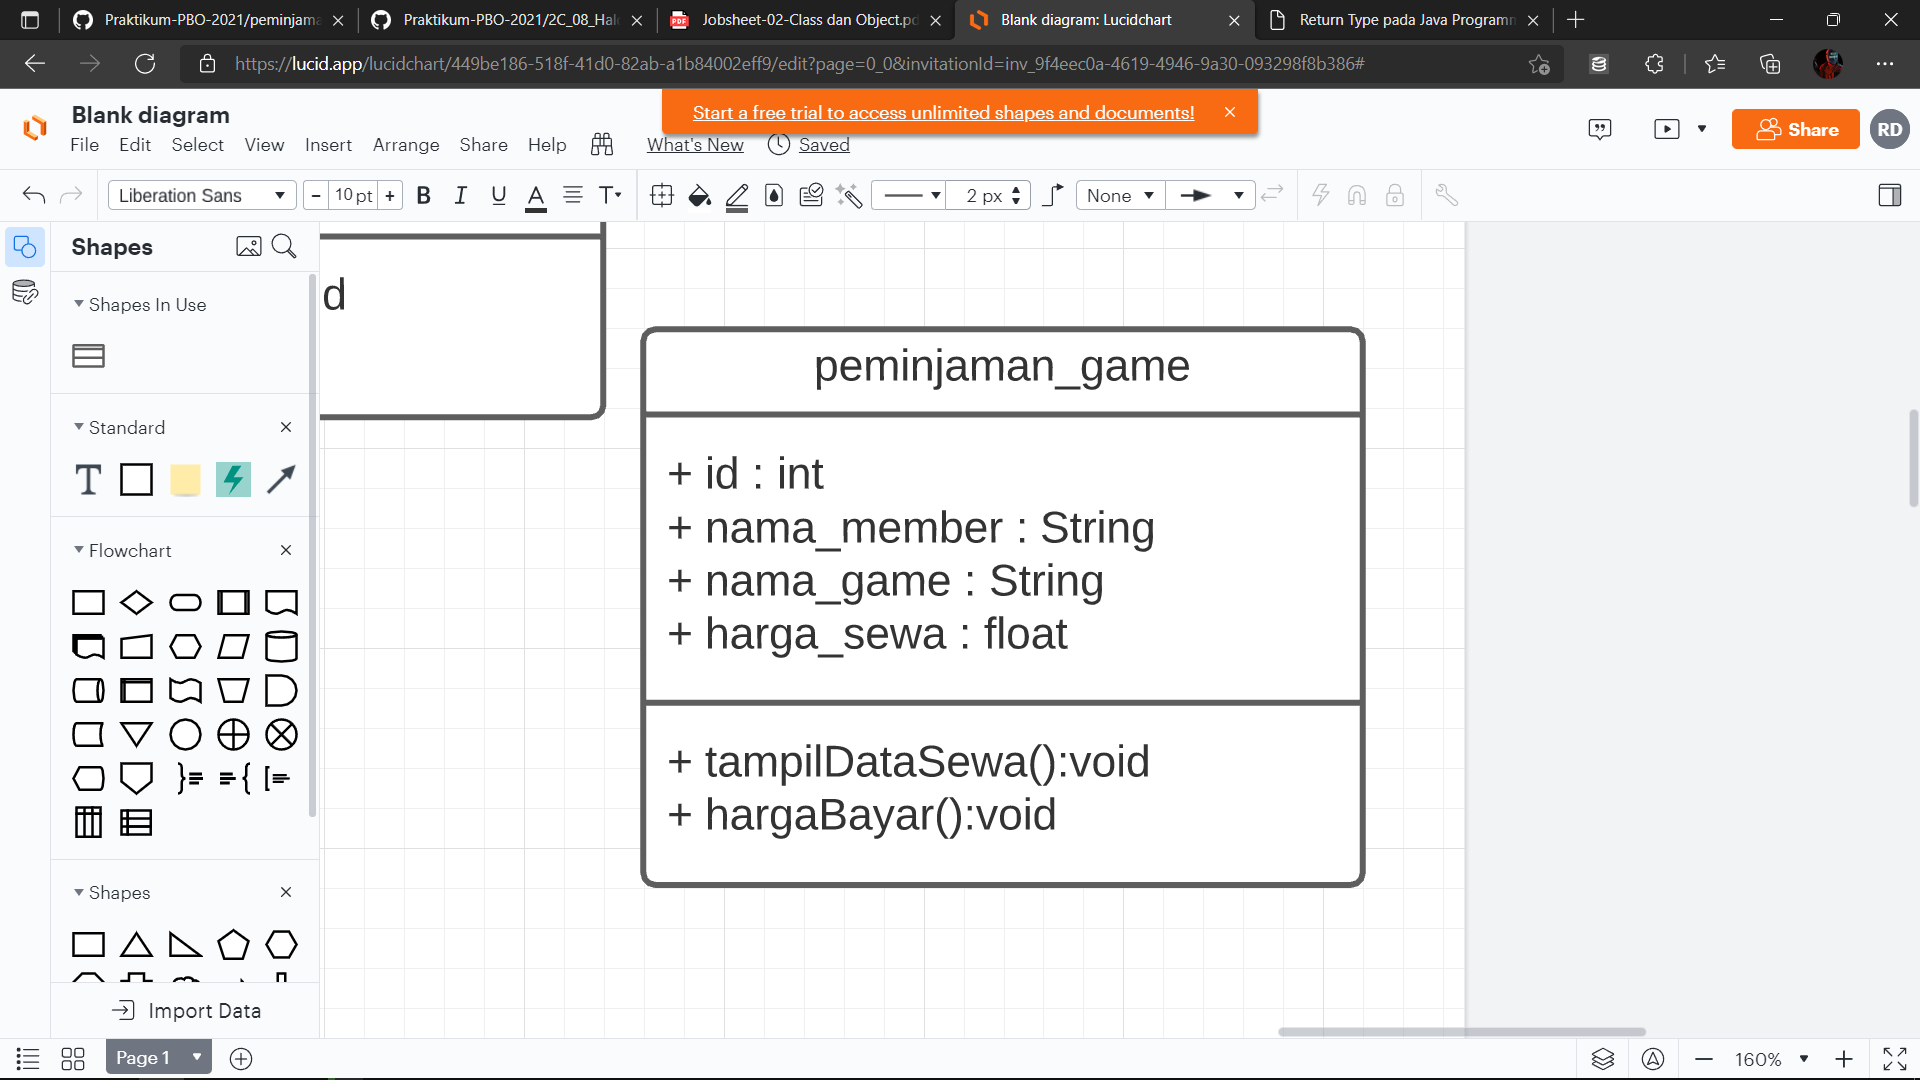 Praktikum-PBO-2021/peminjama
Praktikum-PBO-2021/2C_08_Hal
Jobsheet-02-Class dan Object.pd
Blank diagram: Lucidchart
Return Type pada Java Programm
https://lucid.app/lucidchart/449be186-518f-41d0-82ab-a1b84002eff9/edit?page=0_0&invitationId=inv_9f4eec0a-4619-4946-9a30-093298f8b386#
Blank diagram
Start a free trial to access unlimited shapes and documents!
File Edit Select View Insert Arrange Share Help What's New Saved
Share
RD
Liberation Sans - 10 pt + B I U A T 2 px None
Shapes
Shapes In Use
Standard
T
Flowchart
Shapes
Import Data
d
peminjaman_game
+ id : int
+ nama_member : String
+ nama_game : String
+ harga_sewa : float
+ tampilDataSewa():void
+ hargaBayar():void
Page 1
160%